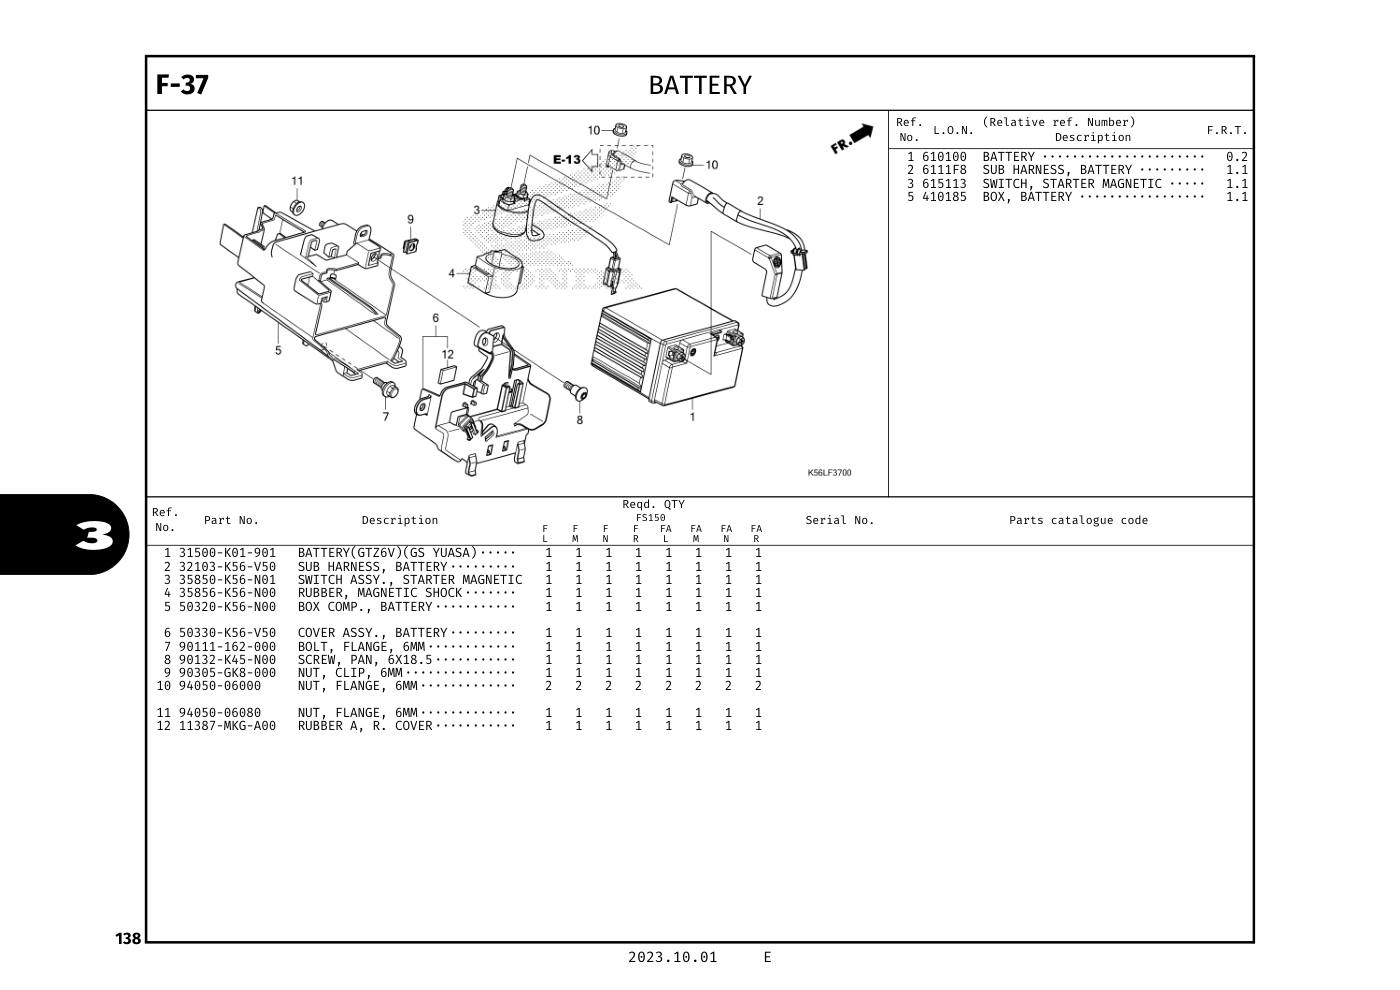 F-37
BATTERY
Ref. No. L.O.N. (Relative ref. Number) Description F.R.T.
1 610100 BATTERY ······················ 0.2
2 6111F8 SUB HARNESS, BATTERY ········· 1.1
3 615113 SWITCH, STARTER MAGNETIC ····· 1.1
5 410185 BOX, BATTERY ················· 1.1
10
FR.
E-13
10
11
2
9
3
4
HONDA
6
5
12
7
8
1
K56LF3700
3
Ref. No. Part No. Description Reqd. QTY Serial No. Parts catalogue code
FS150
F F F F FA FA FA FA
L M N R L M N R
1 31500-K01-901 BATTERY(GTZ6V)(GS YUASA)····· 1 1 1 1 1 1 1 1
2 32103-K56-V50 SUB HARNESS, BATTERY········· 1 1 1 1 1 1 1 1
3 35850-K56-N01 SWITCH ASSY., STARTER MAGNETIC 1 1 1 1 1 1 1 1
4 35856-K56-N00 RUBBER, MAGNETIC SHOCK······· 1 1 1 1 1 1 1 1
5 50320-K56-N00 BOX COMP., BATTERY··········· 1 1 1 1 1 1 1 1
6 50330-K56-V50 COVER ASSY., BATTERY········· 1 1 1 1 1 1 1 1
7 90111-162-000 BOLT, FLANGE, 6MM············ 1 1 1 1 1 1 1 1
8 90132-K45-N00 SCREW, PAN, 6X18.5··········· 1 1 1 1 1 1 1 1
9 90305-GK8-000 NUT, CLIP, 6MM··············· 1 1 1 1 1 1 1 1
10 94050-06000 NUT, FLANGE, 6MM············· 2 2 2 2 2 2 2 2
11 94050-06080 NUT, FLANGE, 6MM············· 1 1 1 1 1 1 1 1
12 11387-MKG-A00 RUBBER A, R. COVER··········· 1 1 1 1 1 1 1 1
138
2023.10.01 E